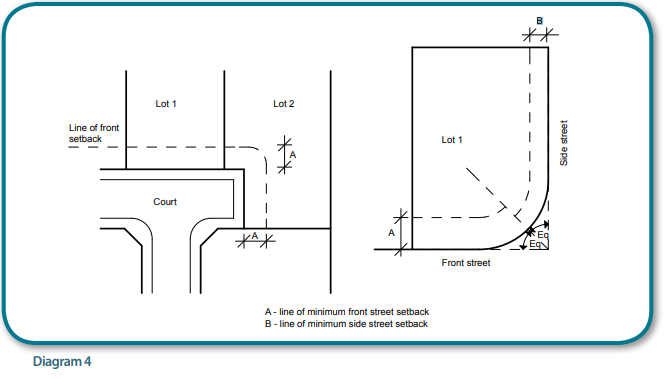 B
Lot 1
Lot 2
Line of front
setback
A
Court
A
Lot 1
Side street
A
Eq
Eq
Front street
A - line of minimum front street setback
B - line of minimum side street setback
Diagram 4